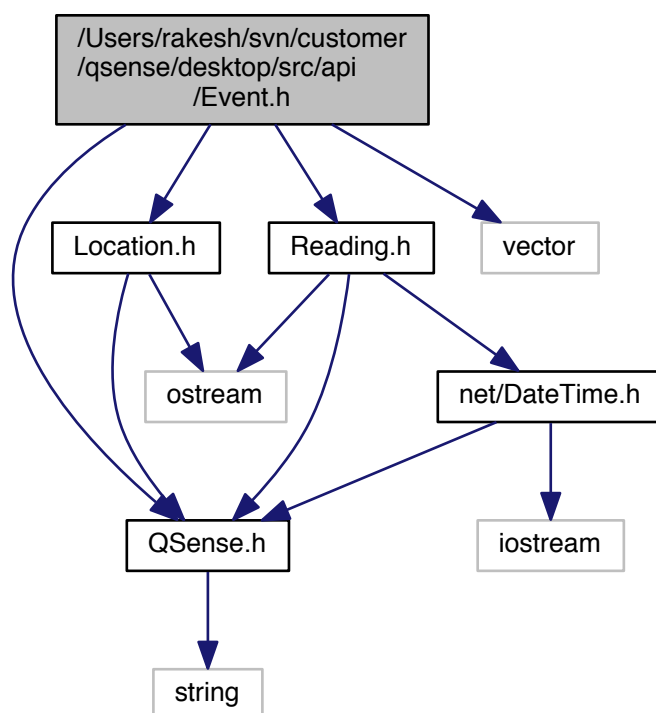 /Users/rakesh/svn/customer
/qsense/desktop/src/api
/Event.h
Location.h
Reading.h
vector
ostream
net/DateTime.h
QSense.h
iostream
string